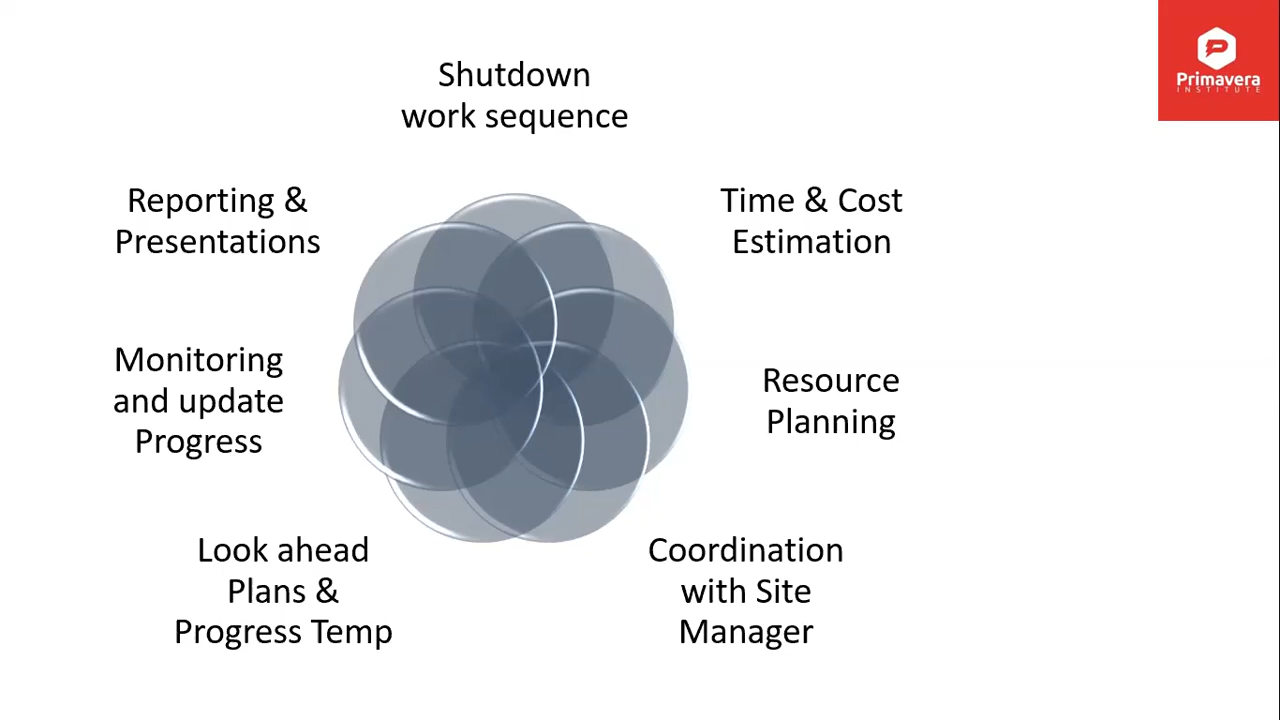 Primavera
INSTITUTE
Shutdown
work sequence
Reporting &
Presentations
Time & Cost
Estimation
Monitoring
and update
Progress
Resource
Planning
Look ahead
Plans &
Progress Temp
Coordination
with Site
Manager